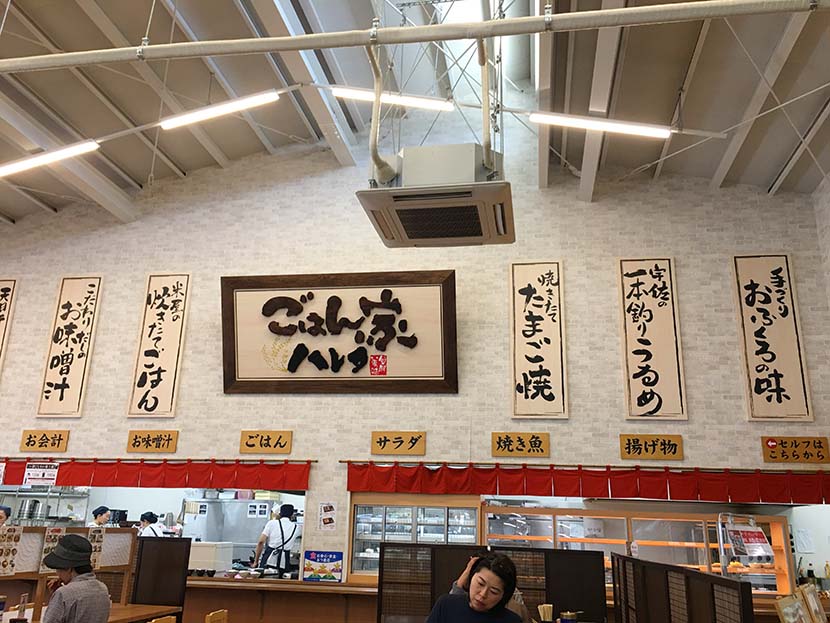 こだわりだしの
お味噌汁
米屋の
炊きたてごはん
ごはん家
ハレタ
焼きたて
たまご焼
宇佐の
一本釣りうるめ
手づくり
おふくろの味
お会計
お味噌汁
ごはん
サラダ
焼き魚
揚げ物
セルフは
こちらから